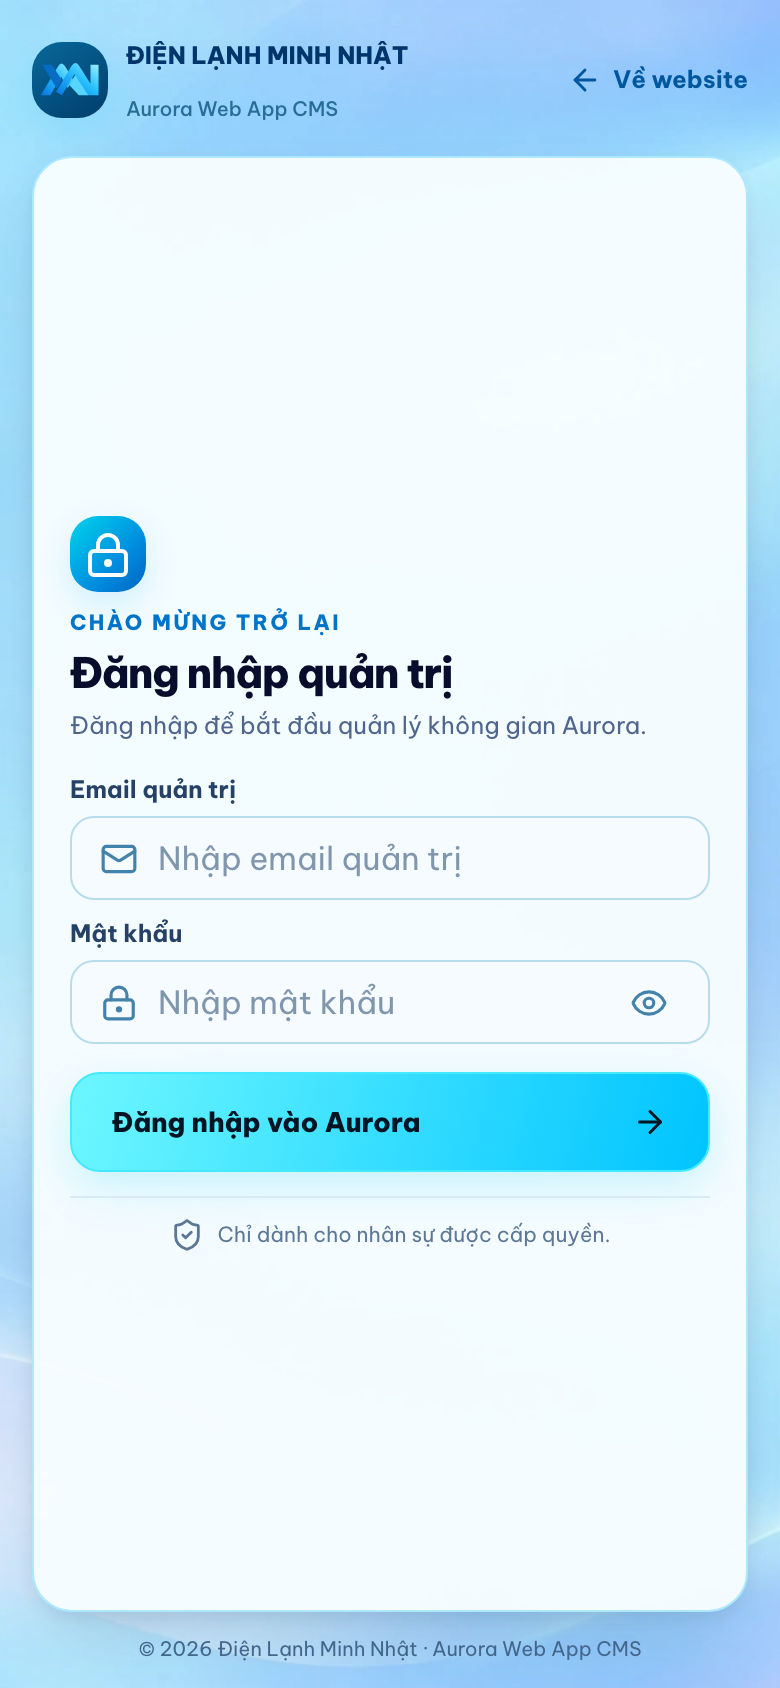 ĐIỆN LẠNH MINH NHẬT
Aurora Web App CMS
Về website
CHÀO MỪNG TRỞ LẠI
Đăng nhập quản trị
Đăng nhập để bắt đầu quản lý không gian Aurora.
Email quản trị
Nhập email quản trị
Mật khẩu
Nhập mật khẩu
Đăng nhập vào Aurora
Chỉ dành cho nhân sự được cấp quyền.
© 2026 Điện Lạnh Minh Nhật · Aurora Web App CMS